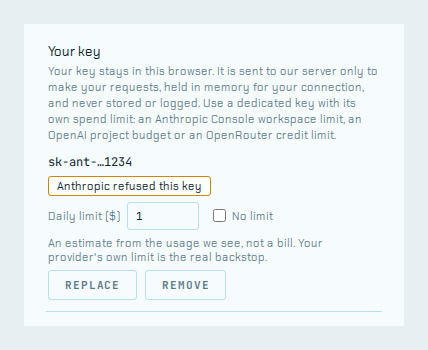 Your key
Your key stays in this browser. It is sent to our server only to
make your requests, held in memory for your connection,
and never stored or logged. Use a dedicated key with its
own spend limit: an Anthropic Console workspace limit, an
OpenAI project budget or an OpenRouter credit limit.
sk-ant-…1234
Anthropic refused this key
Daily limit ($) 1 No limit
An estimate from the usage we see, not a bill. Your
provider's own limit is the real backstop.
REPLACE REMOVE